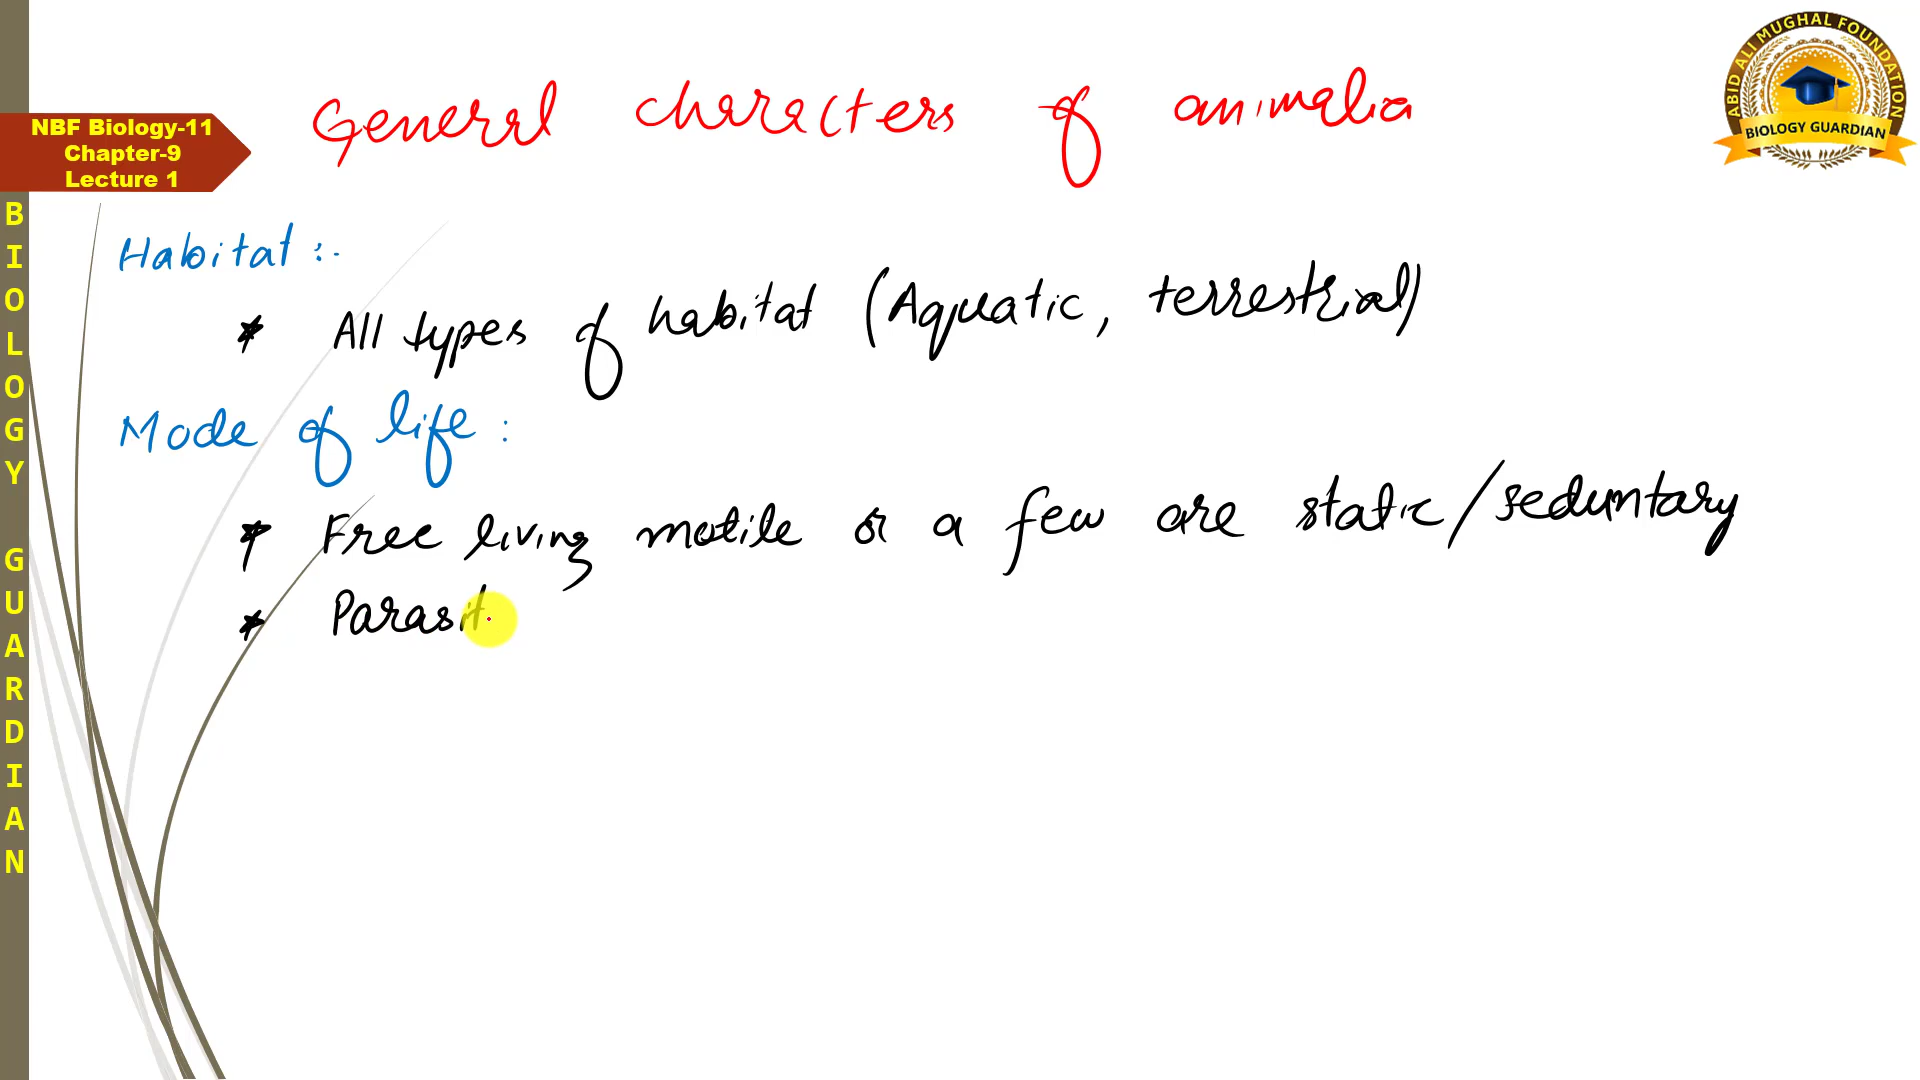 General characters of animalia
ABID ALI MUGHAL FOUNDATION
BIOLOGY GUARDIAN
NBF Biology-11
Chapter-9
Lecture 1
BIOLOGY GUARDIAN
Habitat :-
* All types of habitat (Aquatic, terrestrial)
Mode of life :
* Free living motile or a few are static/seduntary
* Parasit